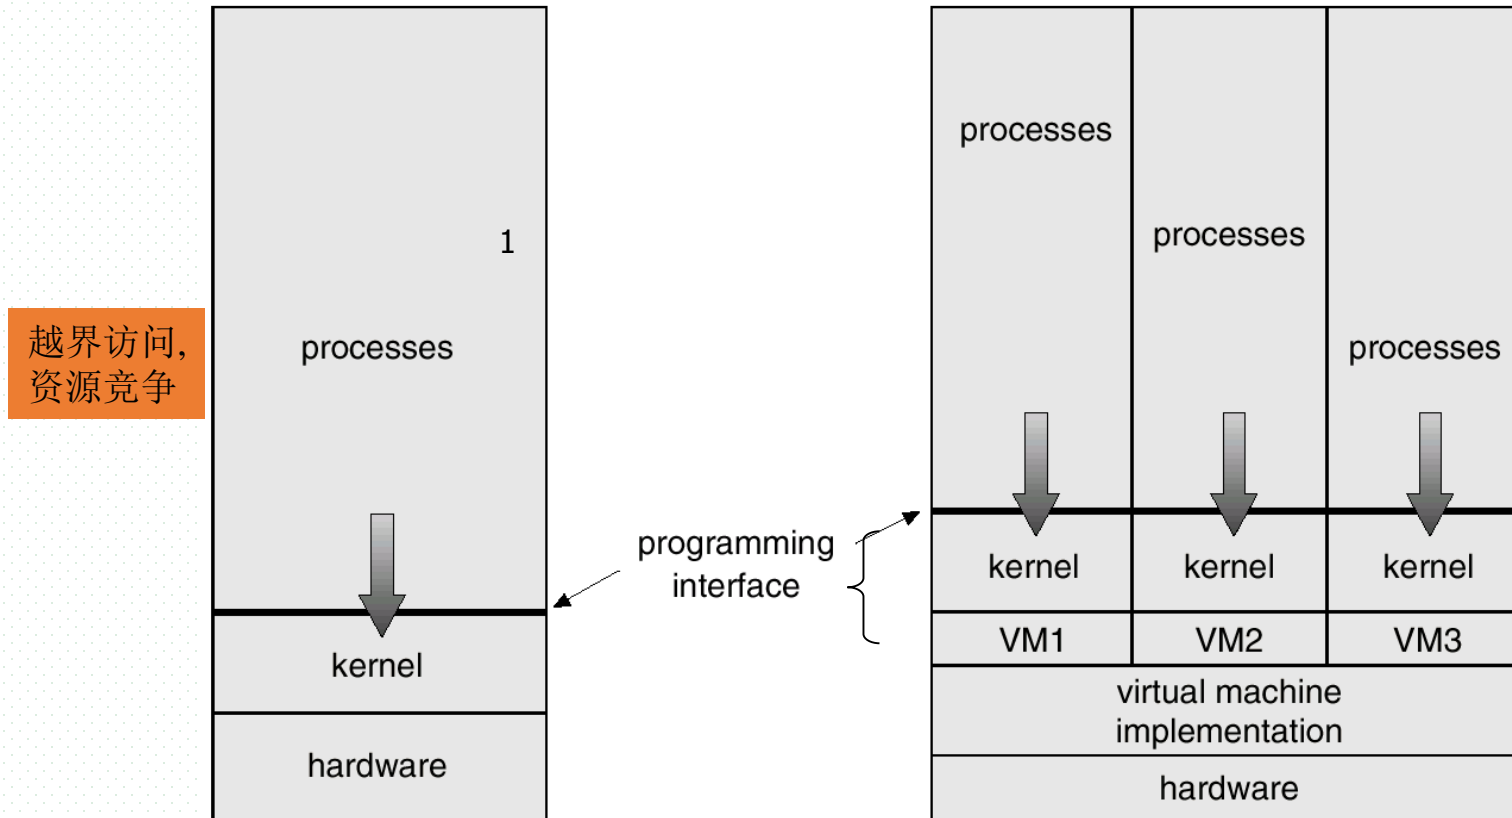 越界访问,
资源竞争
1
processes
kernel
hardware
programming
interface
processes
processes
processes
kernel
kernel
kernel
VM1
VM2
VM3
virtual machine
implementation
hardware